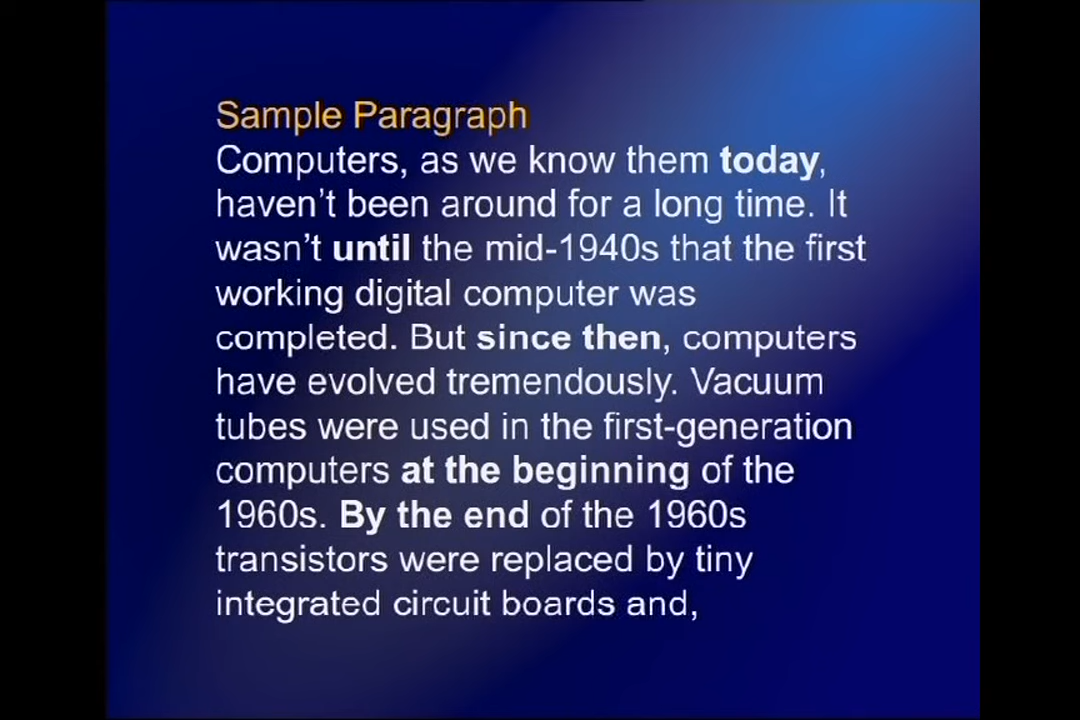 Sample Paragraph
Computers, as we know them today,
haven’t been around for a long time. It
wasn’t until the mid-1940s that the first
working digital computer was
completed. But since then, computers
have evolved tremendously. Vacuum
tubes were used in the first-generation
computers at the beginning of the
1960s. By the end of the 1960s
transistors were replaced by tiny
integrated circuit boards and,